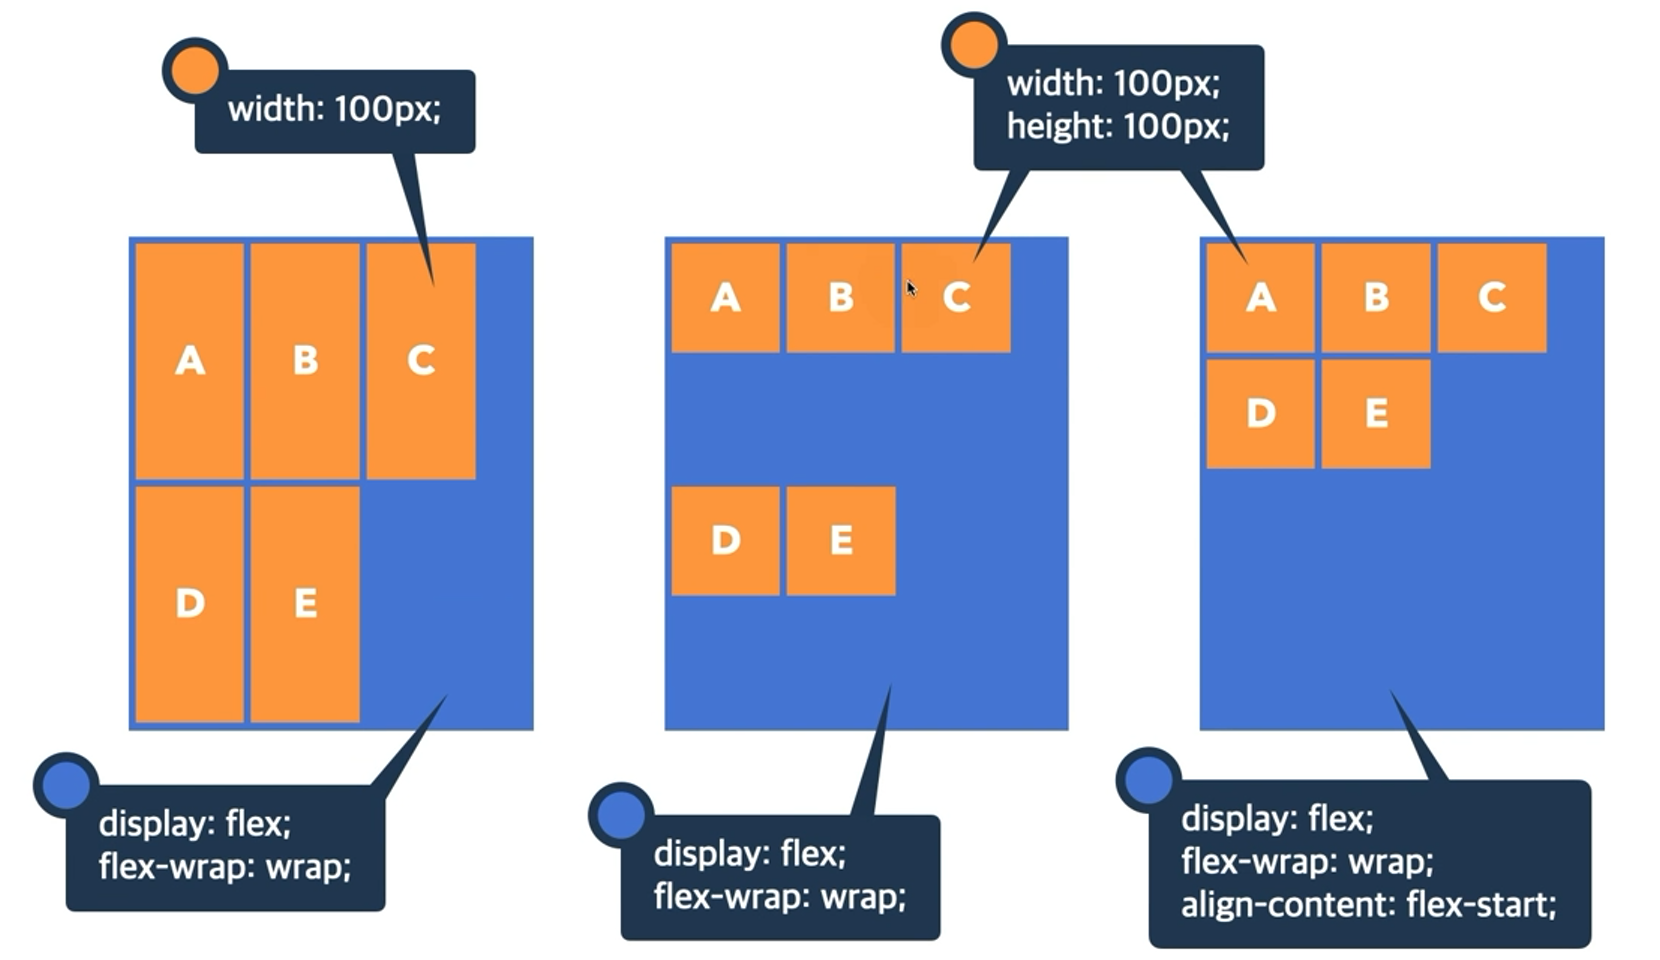 width: 100px;
width: 100px;
height: 100px;
A B C
D E
A B C
D E
A B C
D E
display: flex;
flex-wrap: wrap;
display: flex;
flex-wrap: wrap;
display: flex;
flex-wrap: wrap;
align-content: flex-start;